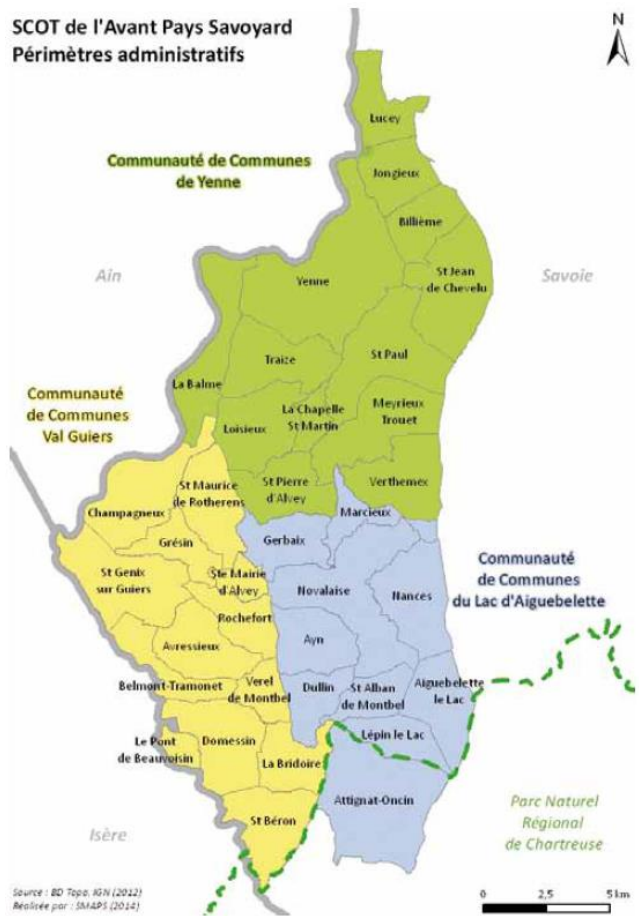 SCOT de l'Avant Pays Savoyard
Périmètres administratifs
N
Lucey
Communauté de Communes
de Yenne
Jongieux
Billième
Ain
Yenne
St Jean
de Chevelu
Savoie
Traize
St Paul
La Balme
Communauté
de Communes
Val Guiers
Loisieux
La Chapelle
St Martin
Meyrieux
Trouet
St Pierre
d'Alvey
Verthemex
St Maurice
de Rotherens
Champagneux
Marcieux
Grésin
Gerbaix
St Genix
sur Guiers
Ste Mairie
d'Alvey
Novalaise
Nances
Communauté
de Communes
du Lac d'Aiguebelette
Rochefort
Avressieux
Ayn
Belmont-Tramonet
Verel
de Montbel
Dullin
St Alban
de Montbel
Aiguebelette
le Lac
Le Pont
de Beauvoisin
Domessin
La Bridoire
Lépin le Lac
Attignat-Oncin
St Béron
Isère
Parc Naturel
Régional
de Chartreuse
Source : BD Topo, IGN (2012)
Réalisée par : SMAPS (2014)
0 2,5 5 km